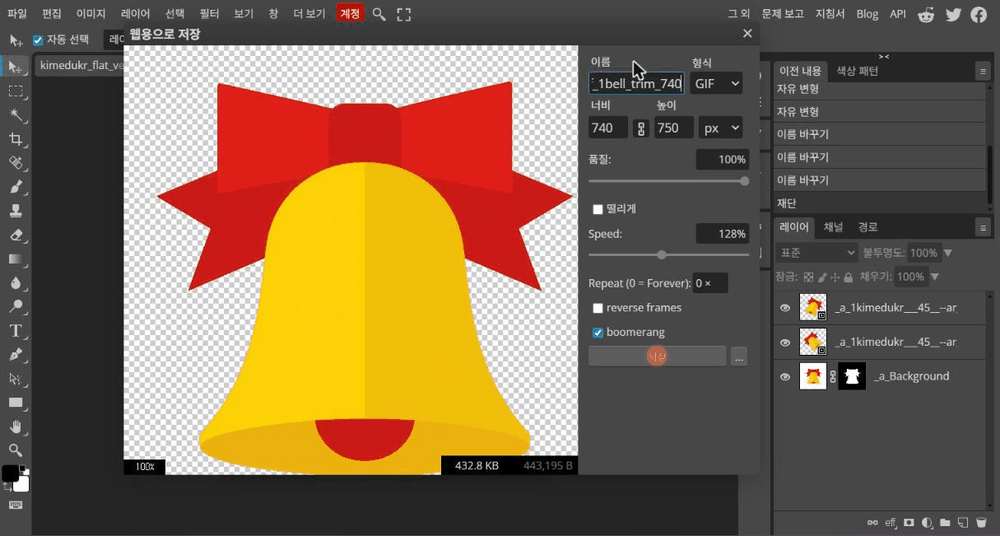 파일 편집 이미지 레이어 선택 필터 보기 창 더 보기 계정 그 외 문제 보고 지침서 Blog API
자동 선택
kimedukr_flat_ve
웹용으로 저장
이름 형식
_1bell_trim_740 GIF
너비 높이
740 750 px
품질: 100%
떨리게
Speed: 128%
Repeat (0 = Forever): 0 ×
reverse frames
boomerang
저장 ...
100%
432.8 KB 443,195 B
이전 내용 색상 패턴
자유 변형
자유 변형
이름 바꾸기
이름 바꾸기
이름 바꾸기
재단
레이어 채널 경로
표준 불투명도: 100%
잠금: 채우기: 100%
_a_1kimedukr___45__--ar
_a_1kimedukr___45__--ar
_a_Background
eff